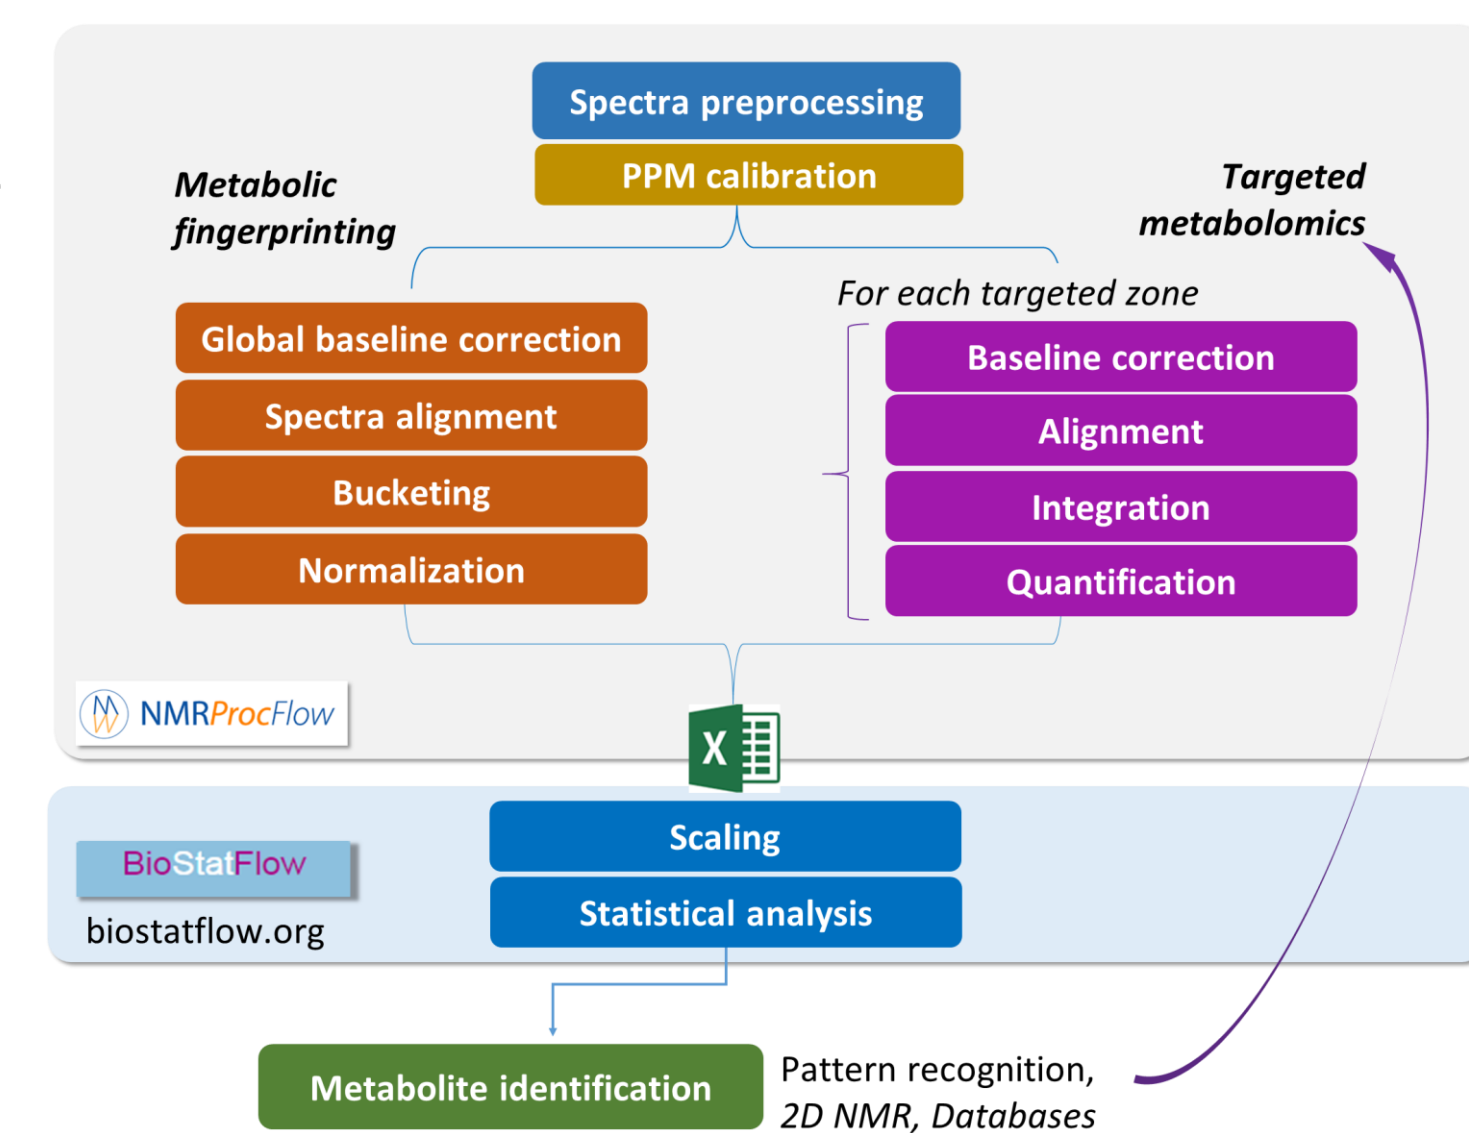 Spectra preprocessing
PPM calibration
Metabolic
fingerprinting
Targeted
metabolomics
For each targeted zone
Global baseline correction
Spectra alignment
Bucketing
Normalization
Baseline correction
Alignment
Integration
Quantification
NMRProcFlow
X
BioStatFlow
biostatflow.org
Scaling
Statistical analysis
Metabolite identification
Pattern recognition,
2D NMR, Databases